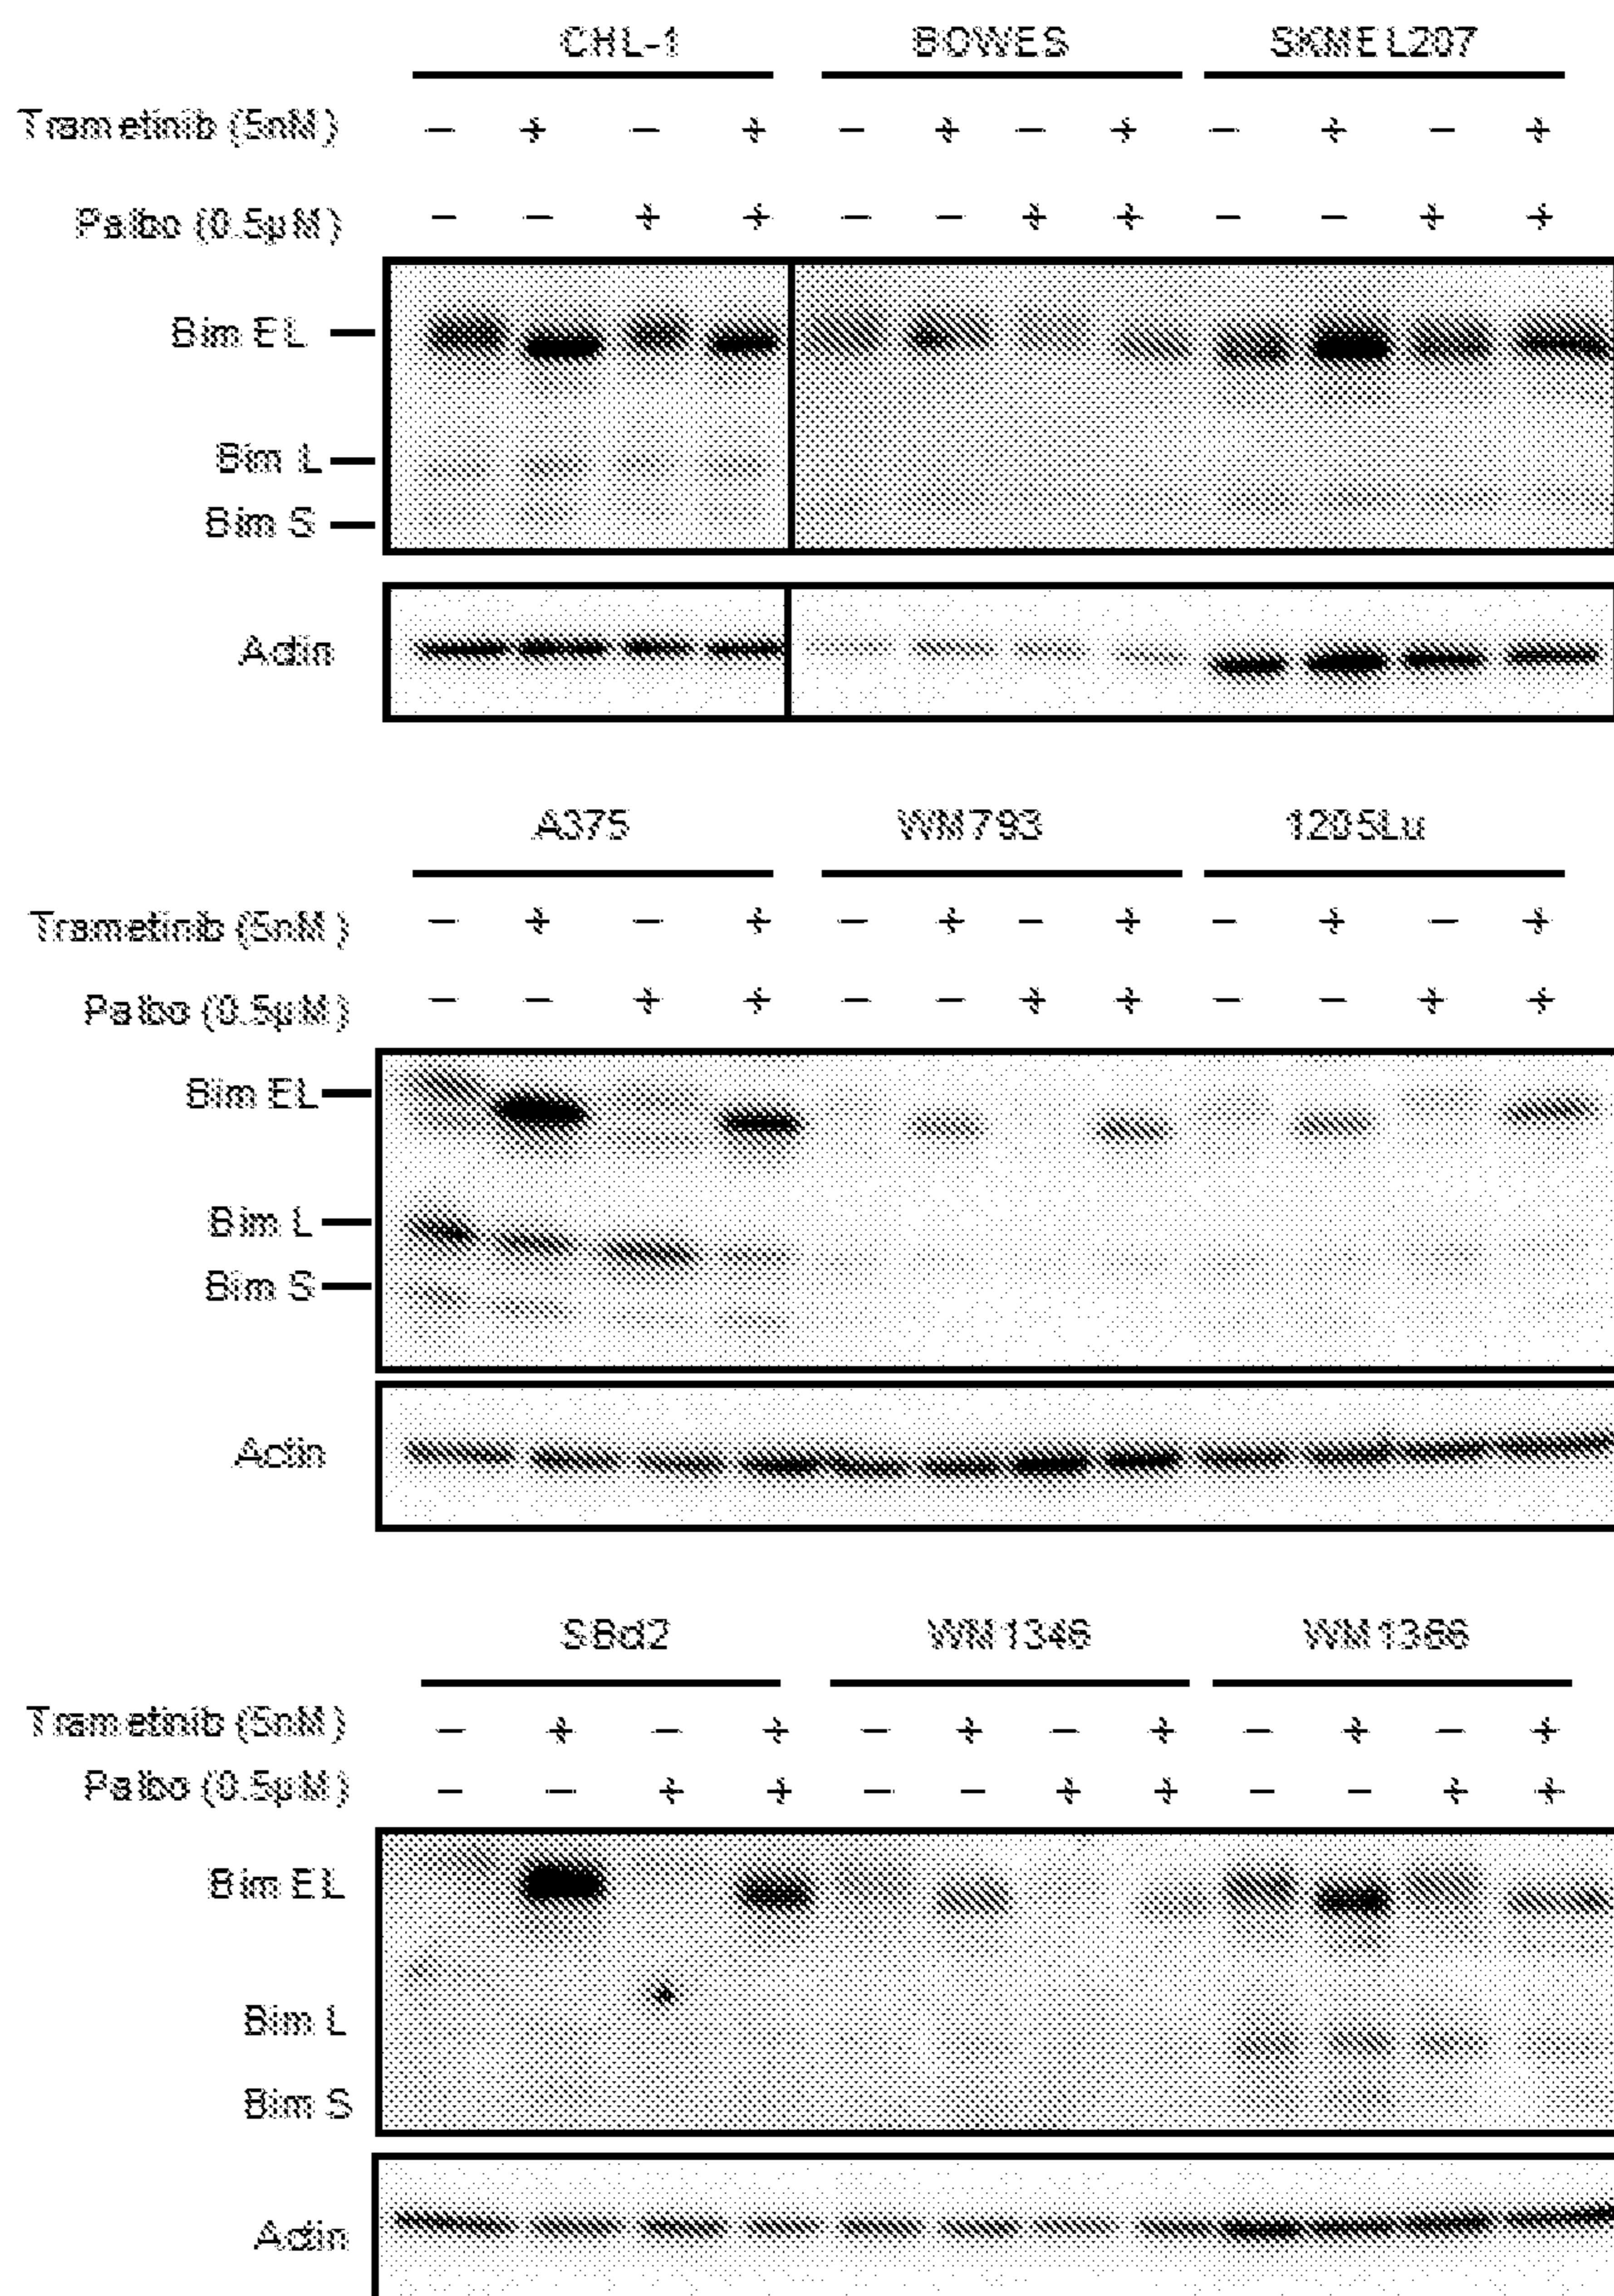 CHL-1 BOWES SKMEL207
Trametinib (5nM) − + − + − + − + − + − +
Palbo (0.5µM) − − + + − − + + − − + +
Bim EL
Bim L
Bim S
Actin
A375 WM793 1205Lu
Trametinib (5nM) − + − + − + − + − + − +
Palbo (0.5µM) − − + + − − + + − − + +
Bim EL
Bim L
Bim S
Actin
SBcl2 WM1346 WM1366
Trametinib (5nM) − + − + − + − + − + − +
Palbo (0.5µM) − − + + − − + + − − + +
Bim EL
Bim L
Bim S
Actin